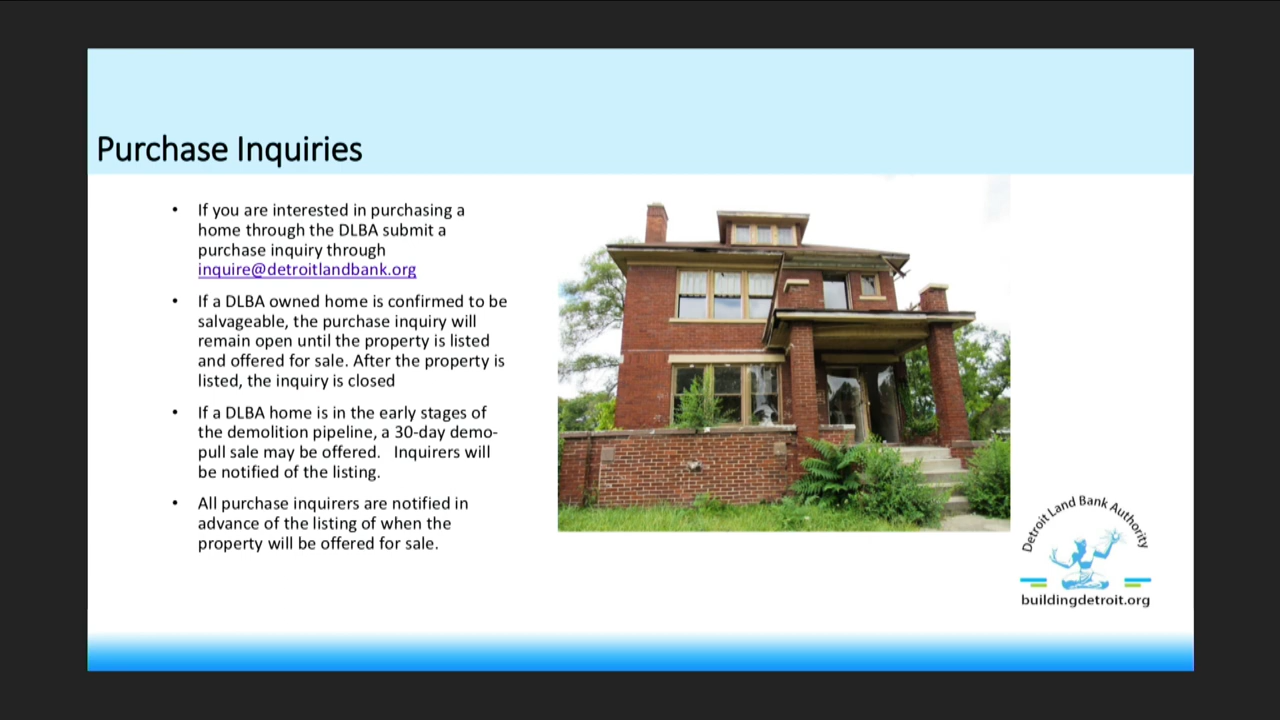 Purchase Inquiries
• If you are interested in purchasing a
home through the DLBA submit a
purchase inquiry through
inquire@detroitlandbank.org
• If a DLBA owned home is confirmed to be
salvageable, the purchase inquiry will
remain open until the property is listed
and offered for sale. After the property is
listed, the inquiry is closed
• If a DLBA home is in the early stages of
the demolition pipeline, a 30-day demo-
pull sale may be offered.   Inquirers will
be notified of the listing.
• All purchase inquirers are notified in
advance of the listing of when the
property will be offered for sale.
Detroit Land Bank Authority
buildingdetroit.org